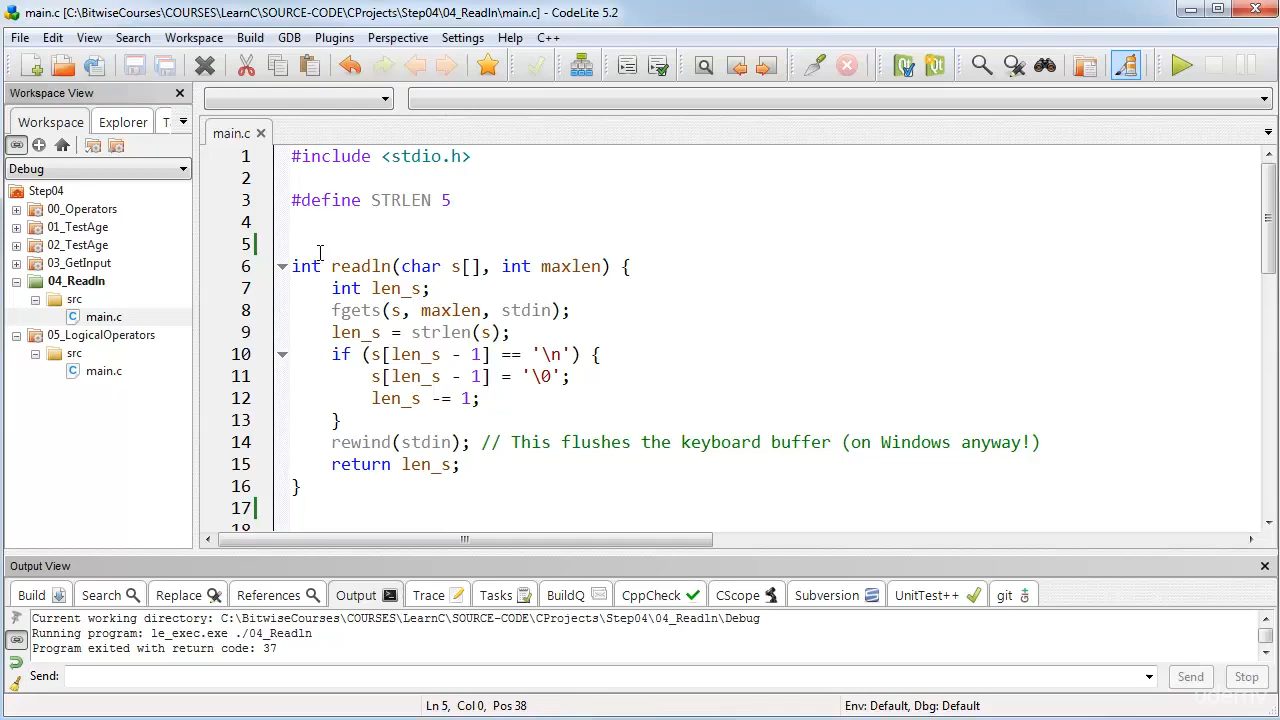 main.c [C:\BitwiseCourses\COURSES\LearnC\SOURCE-CODE\CProjects\Step04\04_Readln\main.c] - CodeLite 5.2
File Edit View Search Workspace Build GDB Plugins Perspective Settings Help C++
Workspace View
Workspace Explorer T
Debug
Step04
00_Operators
01_TestAge
02_TestAge
03_GetInput
04_Readln
src
main.c
05_LogicalOperators
src
main.c
main.c
1 #include <stdio.h>
2
3 #define STRLEN 5
4
5
6 int readln(char s[], int maxlen) {
7 int len_s;
8 fgets(s, maxlen, stdin);
9 len_s = strlen(s);
10 if (s[len_s - 1] == '\n') {
11 s[len_s - 1] = '\0';
12 len_s -= 1;
13 }
14 rewind(stdin); // This flushes the keyboard buffer (on Windows anyway!)
15 return len_s;
16 }
17
18
Output View
Build Search Replace References Output Trace Tasks BuildQ CppCheck CScope Subversion UnitTest++ git
Current working directory: C:\BitwiseCourses\COURSES\LearnC\SOURCE-CODE\CProjects\Step04\04_Readln\Debug
Running program: le_exec.exe ./04_Readln
Program exited with return code: 37
Send: Send Stop
Ln 5, Col 0, Pos 38 Env: Default, Dbg: Default
udemy